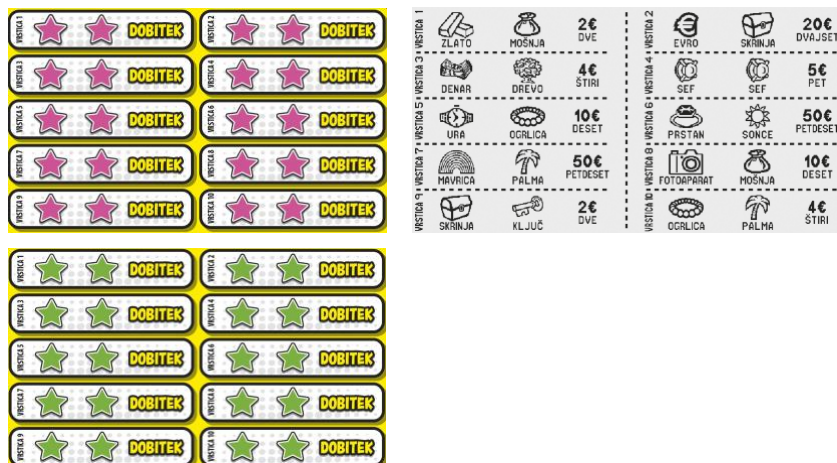 VRSTICA 1 DOBITEK
VRSTICA 2 DOBITEK
VRSTICA 3 DOBITEK
VRSTICA 4 DOBITEK
VRSTICA 5 DOBITEK
VRSTICA 6 DOBITEK
VRSTICA 7 DOBITEK
VRSTICA 8 DOBITEK
VRSTICA 9 DOBITEK
VRSTICA 10 DOBITEK
VRSTICA 1 ZLATO MOŠNJA 2€ DVE
VRSTICA 2 EVRO SKRINJA 20€ DVAJSET
VRSTICA 3 DENAR DREVO 4€ ŠTIRI
VRSTICA 4 SEF SEF 5€ PET
VRSTICA 5 URA OGRLICA 10€ DESET
VRSTICA 6 PRSTAN SONCE 50€ PETDESET
VRSTICA 7 MAVRICA PALMA 50€ PETDESET
VRSTICA 8 FOTOAPARAT MOŠNJA 10€ DESET
VRSTICA 9 SKRINJA KLJUČ 2€ DVE
VRSTICA 10 OGRLICA PALMA 4€ ŠTIRI
VRSTICA 1 DOBITEK
VRSTICA 2 DOBITEK
VRSTICA 3 DOBITEK
VRSTICA 4 DOBITEK
VRSTICA 5 DOBITEK
VRSTICA 6 DOBITEK
VRSTICA 7 DOBITEK
VRSTICA 8 DOBITEK
VRSTICA 9 DOBITEK
VRSTICA 10 DOBITEK